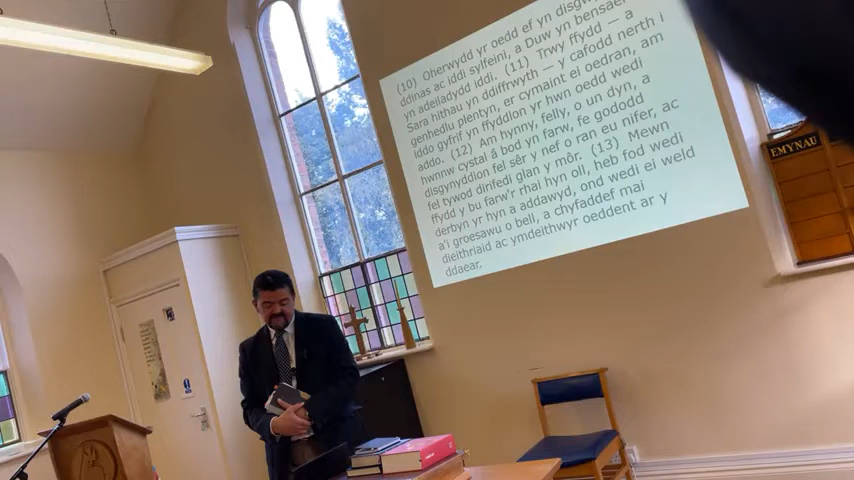 (10) Oherwydd yr oedd ef yn disgw
ddinas ac iddi sylfeini, a Duw yn bensaer
yn adeiladydd iddi. (11) Trwy ffydd — a
Sara hithau yn ddiffrwyth — y cafodd nerth i
genhedlu plentyn, er cymaint ei oedran, am
iddo gyfrif yn ffyddlon yr hwn oedd wedi
addo. (12) Am hynny, felly, o un dyn, a
hwnnw cystal â bod yn farw, fe gododd
disgynyddion fel sêr y nef o ran eu nifer, ac
fel tywod dirifedi glan y môr. (13) Mewn
ffydd y bu farw'r rhai hyn oll, heb fod wedi
derbyn yr hyn a addawyd, ond wedi ei weld
a'i groesawu o bell, a chyfaddef mai
dieithriaid ac ymdeithwyr oeddent ar y
ddaear.
EMYNAU